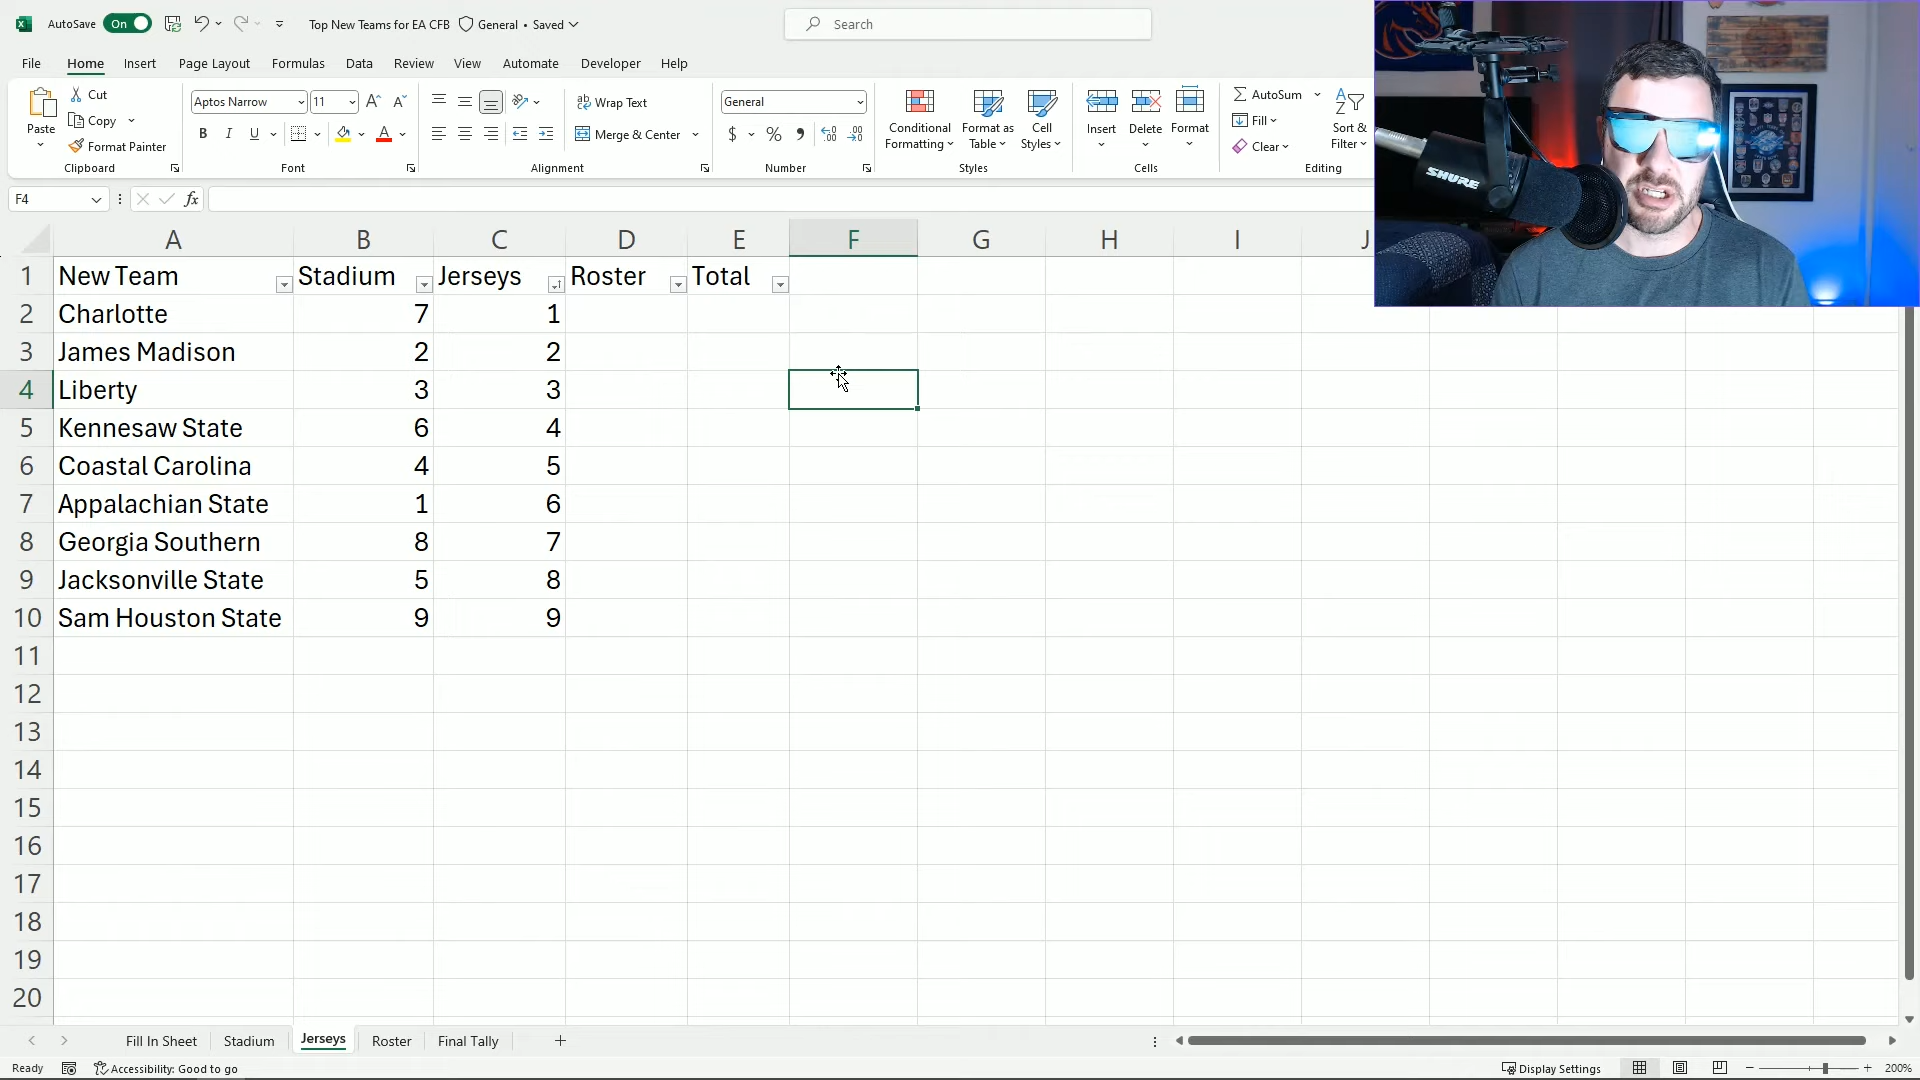 AutoSave On Top New Teams for EA CFB General • Saved Search
File Home Insert Page Layout Formulas Data Review View Automate Developer Help
Paste Cut Copy Format Painter Clipboard
Aptos Narrow 11 B I U Font
Wrap Text Merge & Center Alignment
General $ % Number
Conditional Formatting Format as Table Cell Styles Styles
Insert Delete Format Cells
AutoSum Fill Clear Sort & Filter Editing
SHURE
F4 fx
A B C D E F G H I J
1 New Team Stadium Jerseys Roster Total
2 Charlotte 7 1
3 James Madison 2 2
4 Liberty 3 3
5 Kennesaw State 6 4
6 Coastal Carolina 4 5
7 Appalachian State 1 6
8 Georgia Southern 8 7
9 Jacksonville State 5 8
10 Sam Houston State 9 9
11
12
13
14
15
16
17
18
19
20
Fill In Sheet Stadium Jerseys Roster Final Tally
Ready Accessibility: Good to go Display Settings 200%